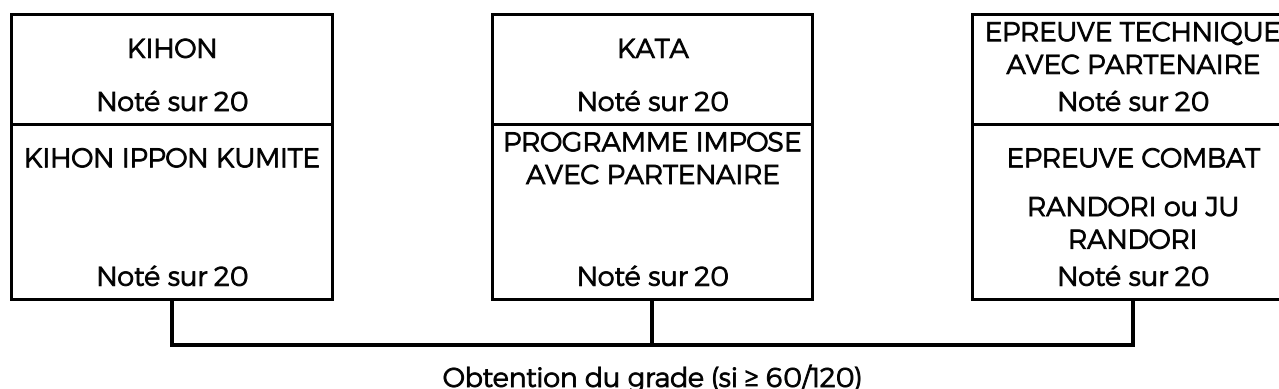 KIHON
Noté sur 20
KIHON IPPON KUMITE
Noté sur 20
KATA
Noté sur 20
PROGRAMME IMPOSE
AVEC PARTENAIRE
Noté sur 20
EPREUVE TECHNIQUE
AVEC PARTENAIRE
Noté sur 20
EPREUVE COMBAT
RANDORI ou JU
RANDORI
Noté sur 20
Obtention du grade (si ≥ 60/120)